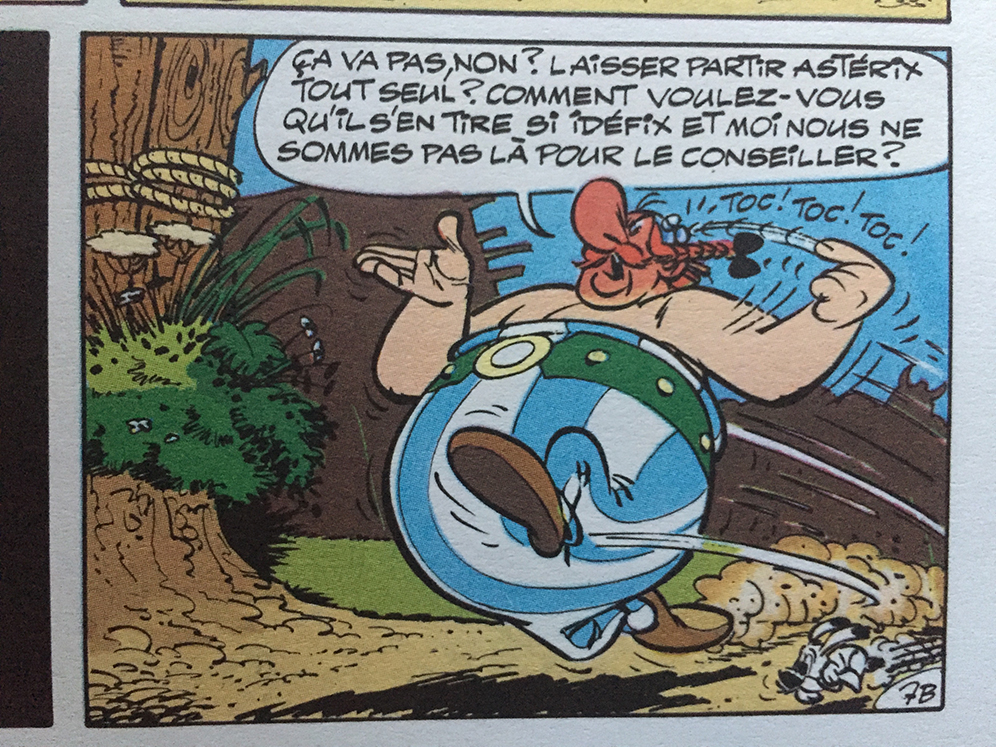 ÇA VA PAS, NON? LAISSER PARTIR ASTÉRIX
TOUT SEUL? COMMENT VOULEZ-VOUS
QU'IL S'EN TIRE SI IDÉFIX ET MOI NOUS NE
SOMMES PAS LÀ POUR LE CONSEILLER?
TOC! TOC! TOC!
7B